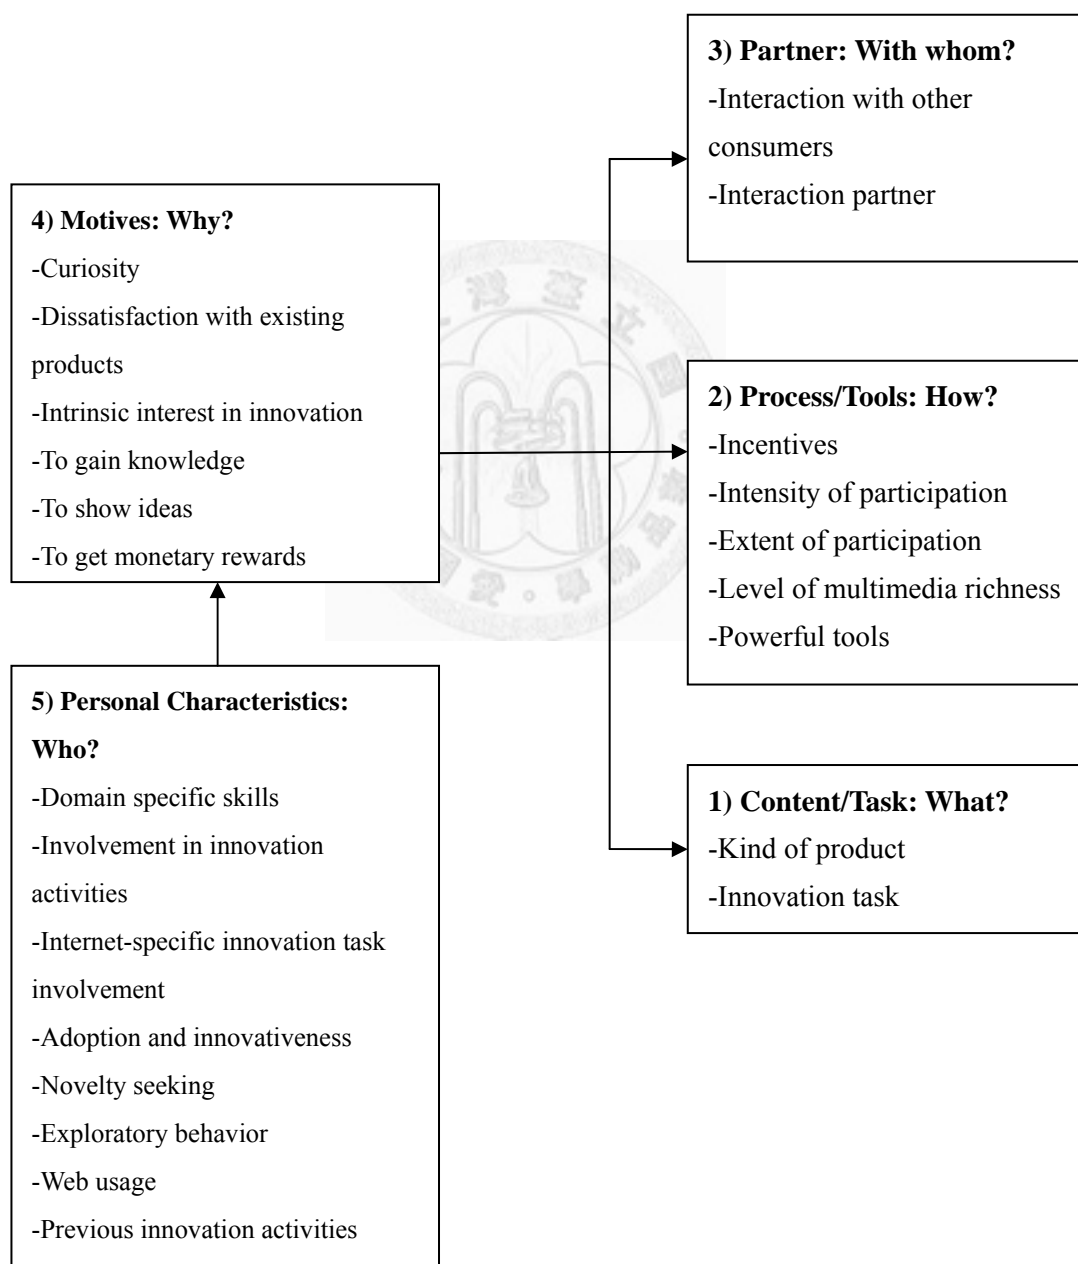 3) Partner: With whom?
-Interaction with other
consumers
-Interaction partner
4) Motives: Why?
-Curiosity
-Dissatisfaction with existing
products
-Intrinsic interest in innovation
-To gain knowledge
-To show ideas
-To get monetary rewards
2) Process/Tools: How?
-Incentives
-Intensity of participation
-Extent of participation
-Level of multimedia richness
-Powerful tools
5) Personal Characteristics:
Who?
-Domain specific skills
-Involvement in innovation
activities
-Internet-specific innovation task
involvement
-Adoption and innovativeness
-Novelty seeking
-Exploratory behavior
-Web usage
-Previous innovation activities
1) Content/Task: What?
-Kind of product
-Innovation task